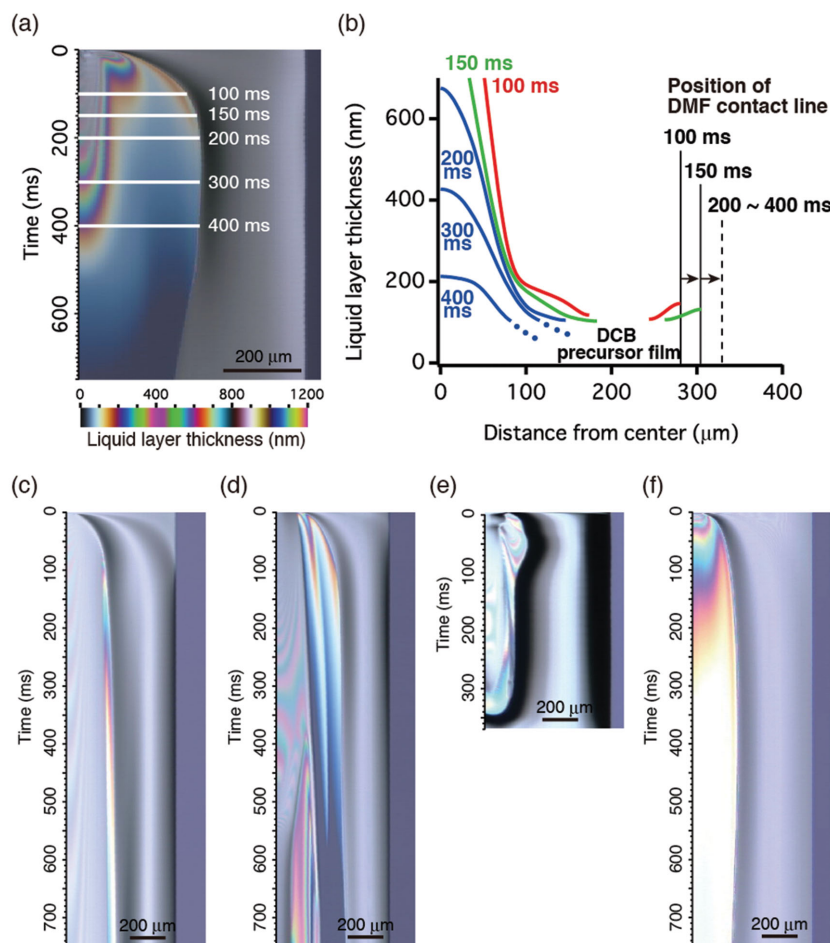 (a)
0
200
400
600
Time (ms)
100 ms
150 ms
200 ms
300 ms
400 ms
200 μm
0
400
800
1200
Liquid layer thickness (nm)
(b)
150 ms
100 ms
200
ms
300
ms
400
ms
Liquid layer thickness (nm)
600
400
200
0
Position of
DMF contact line
100 ms
150 ms
200 ~ 400 ms
DCB
precursor film
0
100
200
300
400
Distance from center (μm)
(c)
0
100
200
300
400
500
600
700
Time (ms)
200 μm
(d)
0
100
200
300
400
500
600
700
Time (ms)
200 μm
(e)
0
100
200
300
Time (ms)
200 μm
(f)
0
100
200
300
400
500
600
700
Time (ms)
200 μm